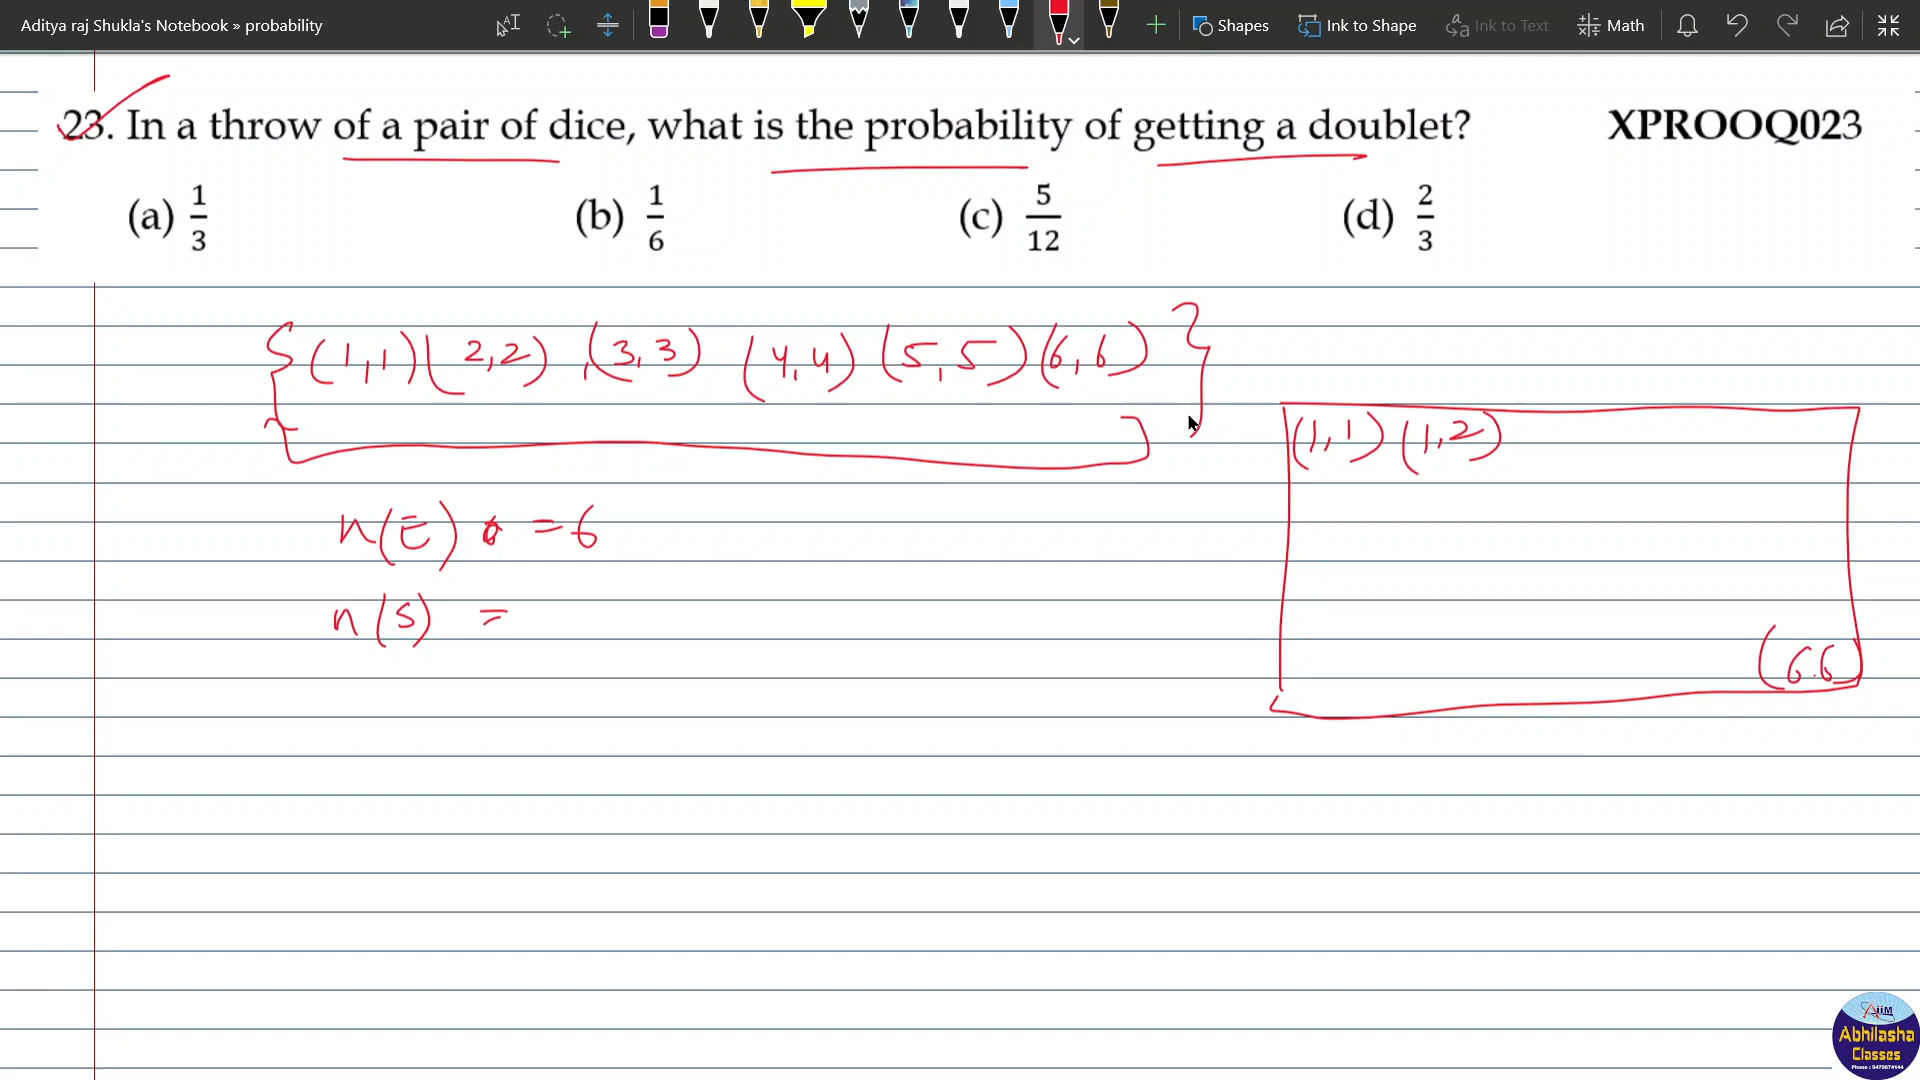 Aditya raj Shukla's Notebook » probability
Shapes
Ink to Shape
Ink to Text
Math
23. In a throw of a pair of dice, what is the probability of getting a doublet? XPROOQ023
(a) 1/3 (b) 1/6 (c) 5/12 (d) 2/3
{(1,1)(2,2),(3,3) (4,4)(5,5)(6,6)}
(1,1)(1,2)
n(E) = 6
n(S) =
(6.6)
AiiM
Abhilasha
Classes
Phone : 9479874144